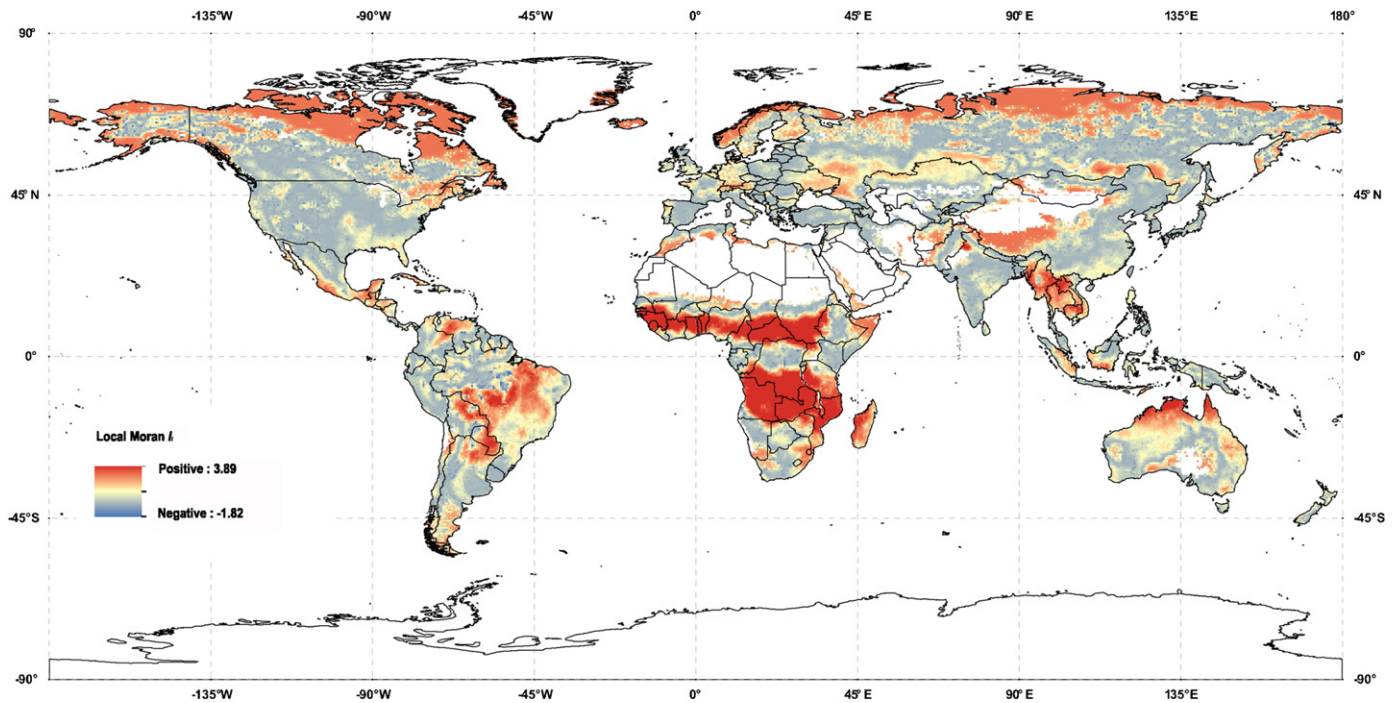 -135°W -90°W -45°W 0° 45°E 90°E 135°E 180°
90° 90°
45° N 45°N
0° 0°
Local Moran Iᵢ
Positive : 3.89
Negative : -1.82
-45°S -45°S
-90° -90°
-135°W -90°W -45°W 0° 45°E 90°E 135°E